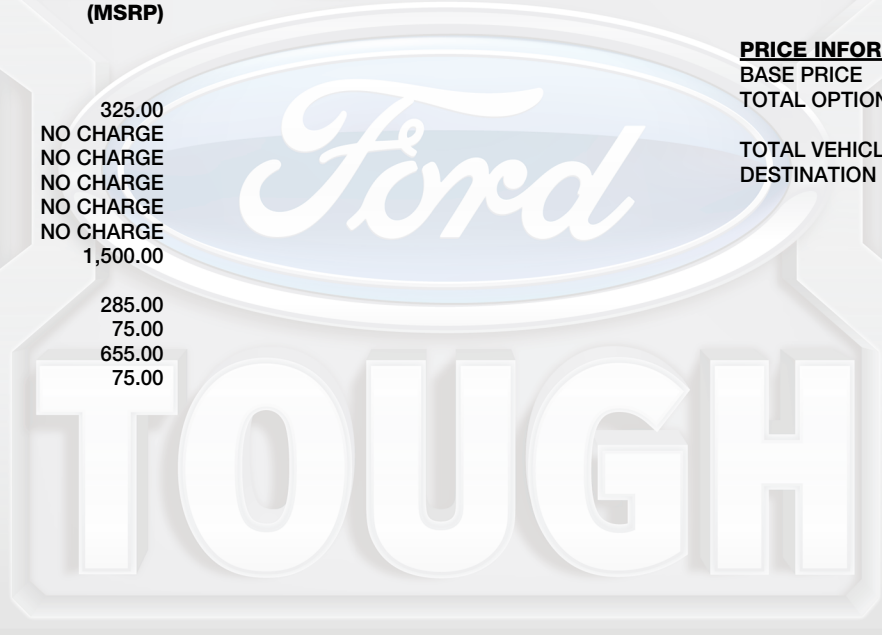 (MSRP)
325.00
NO CHARGE
NO CHARGE
NO CHARGE
NO CHARGE
NO CHARGE
1,500.00
285.00
75.00
655.00
75.00
PRICE INFOR
BASE PRICE
TOTAL OPTION
TOTAL VEHICL
DESTINATION
Ford
TOUGH